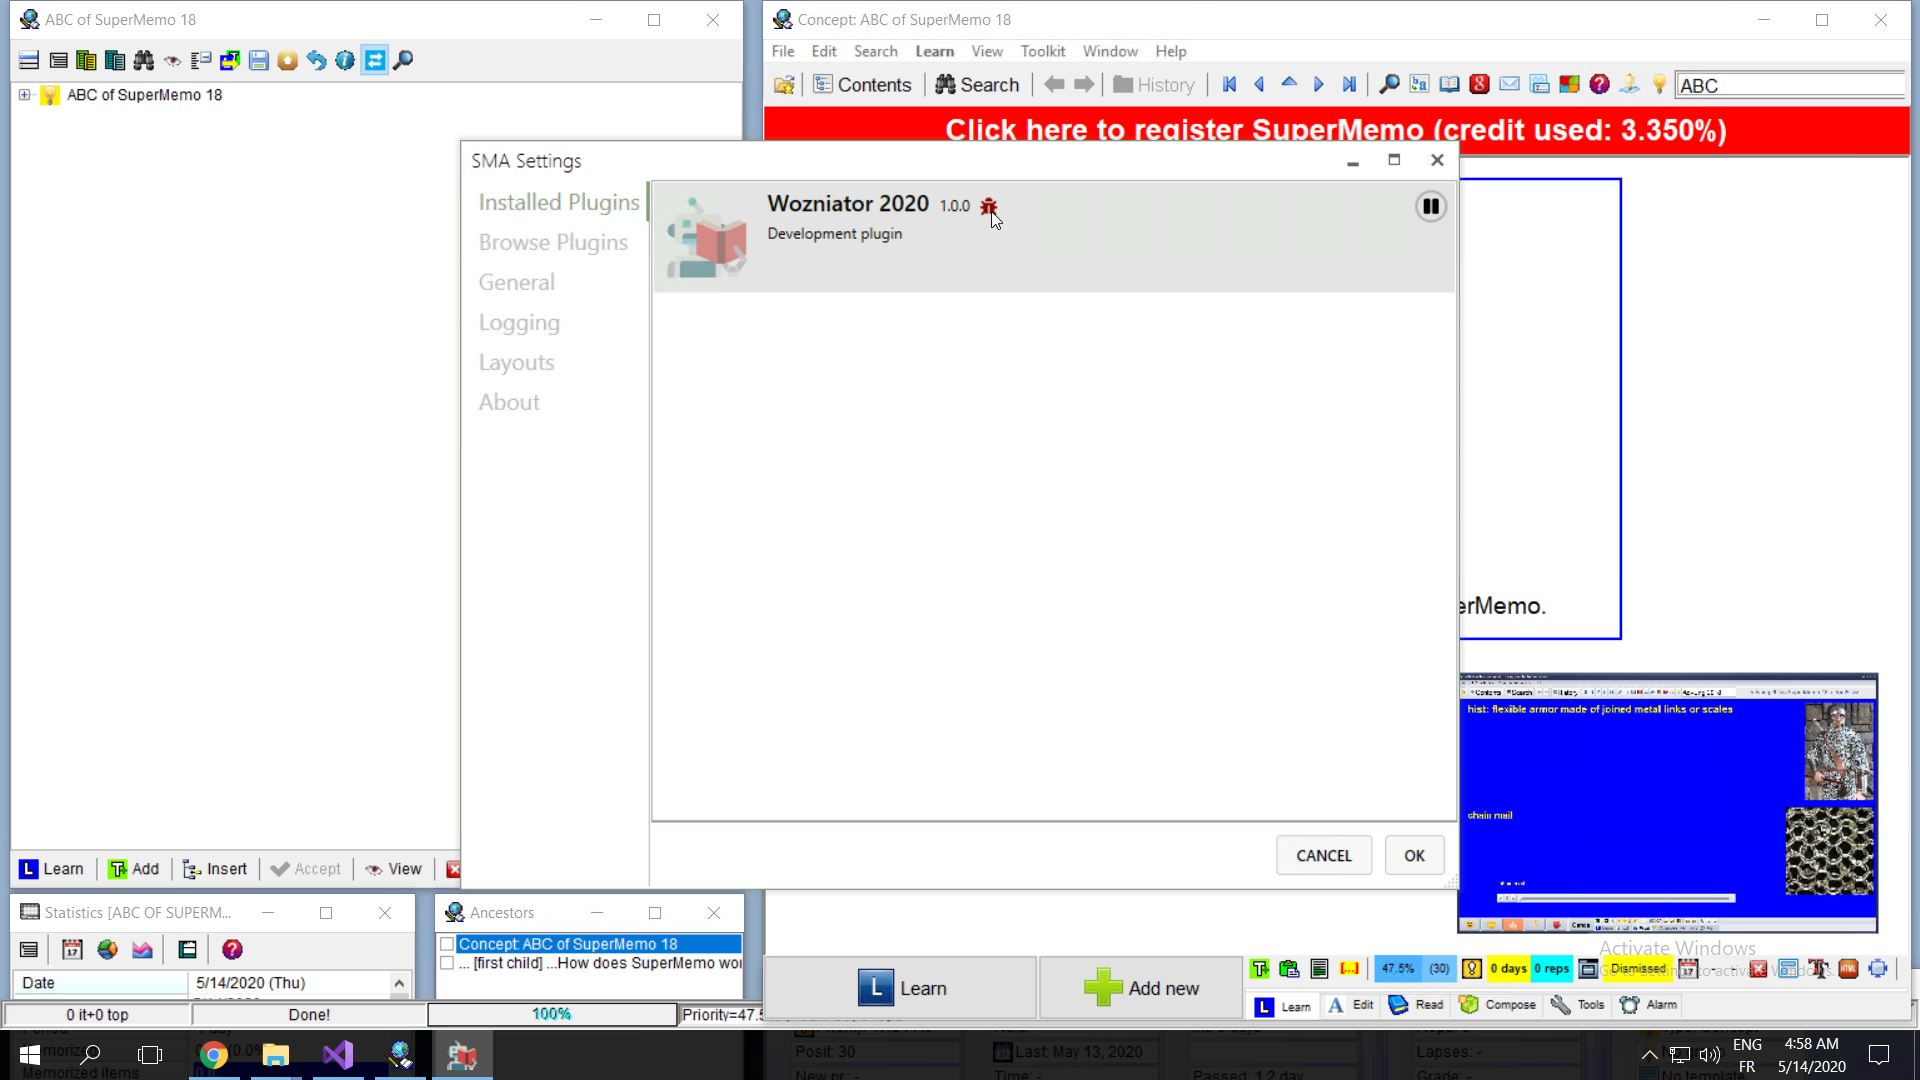 ABC of SuperMemo 18
ABC of SuperMemo 18
Learn
Add
Insert
Accept
View
Concept: ABC of SuperMemo 18
File Edit Search Learn View Toolkit Window Help
Contents
Search
History
ABC
Click here to register SuperMemo (credit used: 3.350%)
SMA Settings
Installed Plugins
Browse Plugins
General
Logging
Layouts
About
Wozniator 2020 1.0.0
Development plugin
CANCEL
OK
erMemo.
hist: flexible armor made of joined metal links or scales
chain mail
Statistics [ABC OF SUPERM...
Date 5/14/2020 (Thu)
Ancestors
Concept: ABC of SuperMemo 18
... [first child] ...How does SuperMemo wor
0 it+0 top
Done!
100%
Priority=47.5
Learn
Add new
47.5% (30)
0 days
0 reps
Dismissed
Activate Windows
Learn
Edit
Read
Compose
Tools
Alarm
Posit: 30
Last: May 13, 2020
Lapses: -
Memorized items
ENG
FR
4:58 AM
5/14/2020